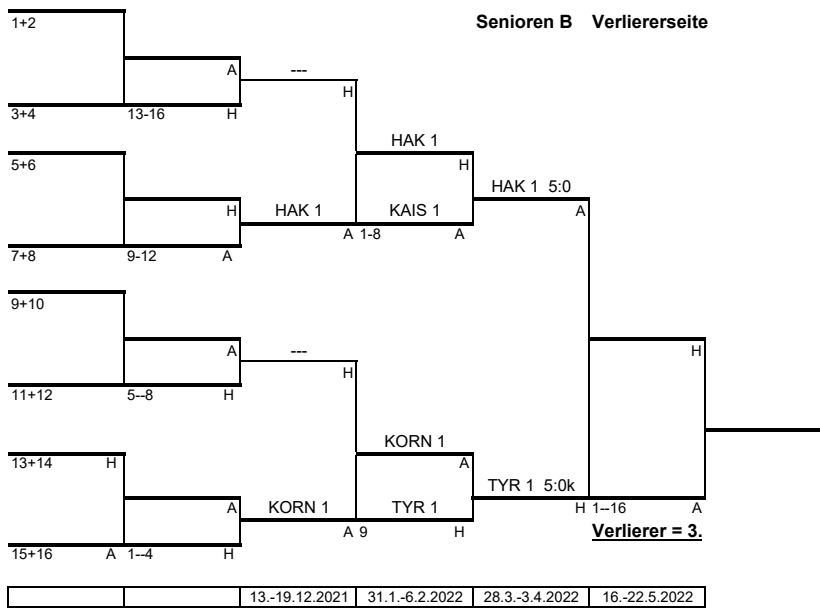 Senioren B Verliererseite
1+2
A
---
3+4 13-16 H
H
HAK 1
5+6
H
HAK 1 5:0
H HAK 1 KAIS 1
A
7+8 9-12 A
A 1-8 A
9+10
A
---
H
H
11+12 5--8 H
KORN 1
13+14 H
A
TYR 1 5:0k
A KORN 1 TYR 1
H 1--16 A
A 9 H
Verlierer = 3.
15+16 A 1--4 H
13.-19.12.2021 31.1.-6.2.2022 28.3.-3.4.2022 16.-22.5.2022